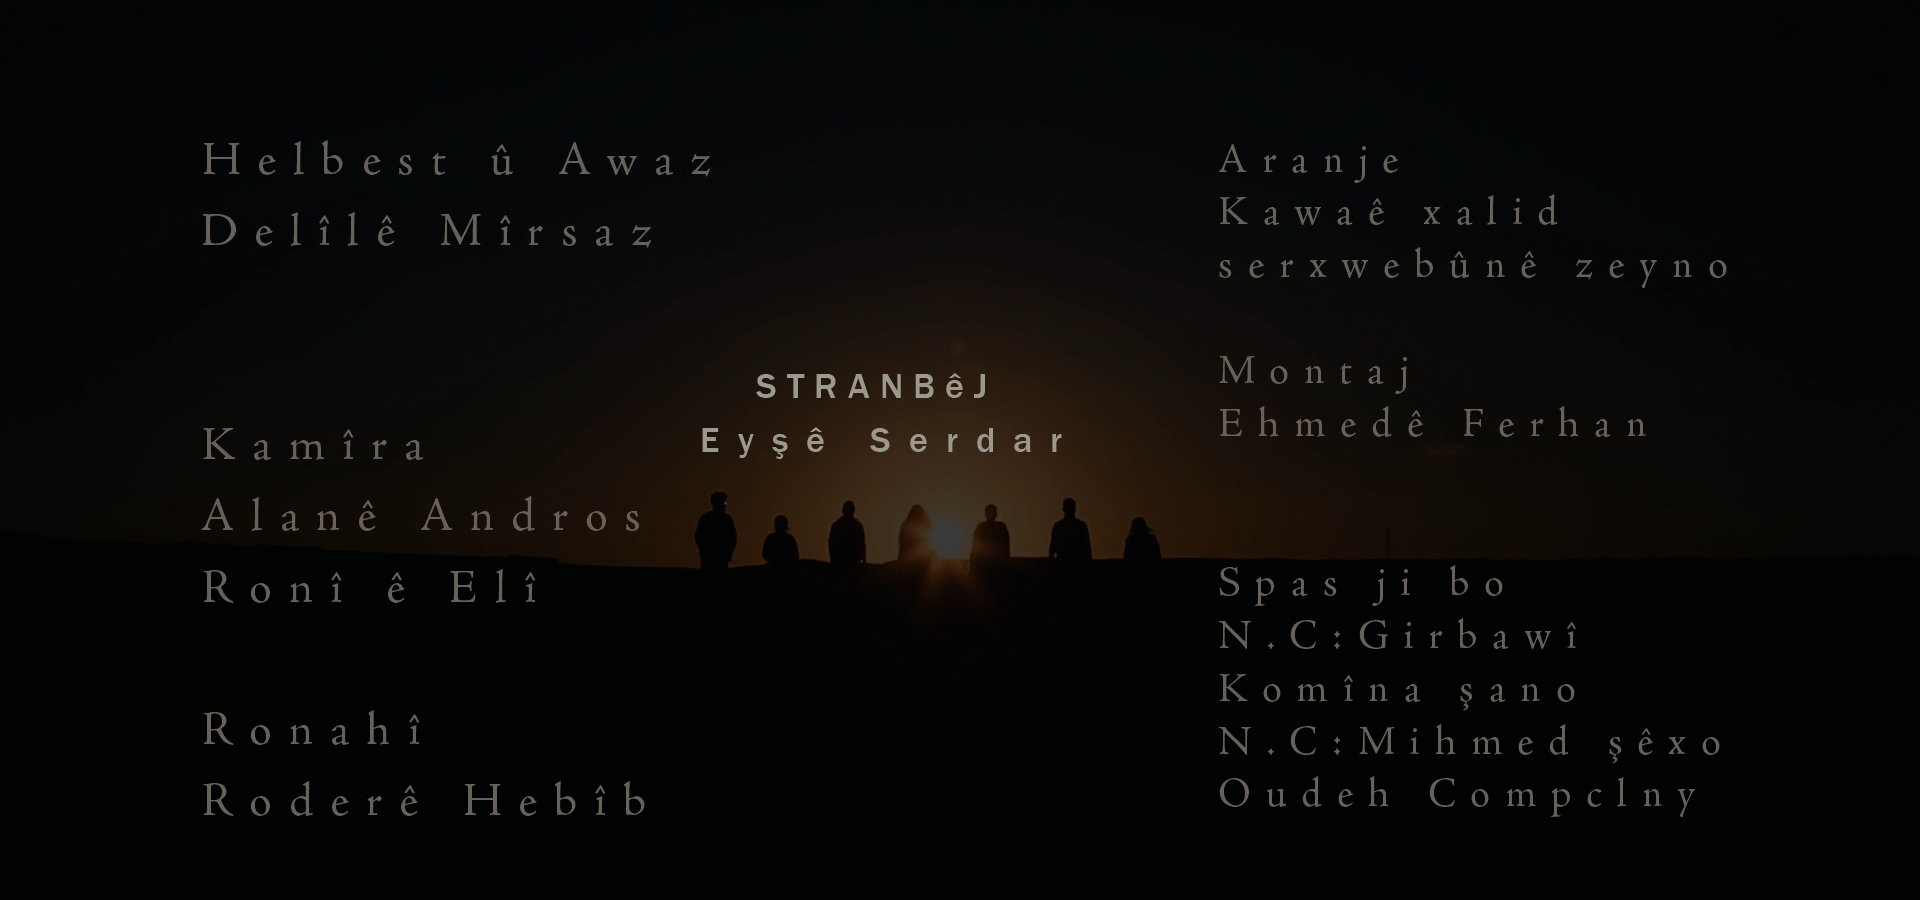 Helbest û Awaz
Delîlê Mîrsaz
Kamîra
Alanê Andros
Ronî ê Elî
Ronahî
Roderê Hebîb
STRANBêJ
Eyşê Serdar
Aranje
Kawaê xalid
serxwebûnê zeyno
Montaj
Ehmedê Ferhan
Spas ji bo
N.C:Girbawî
Komîna şano
N.C:Mihmed şêxo
Oudeh Compclny